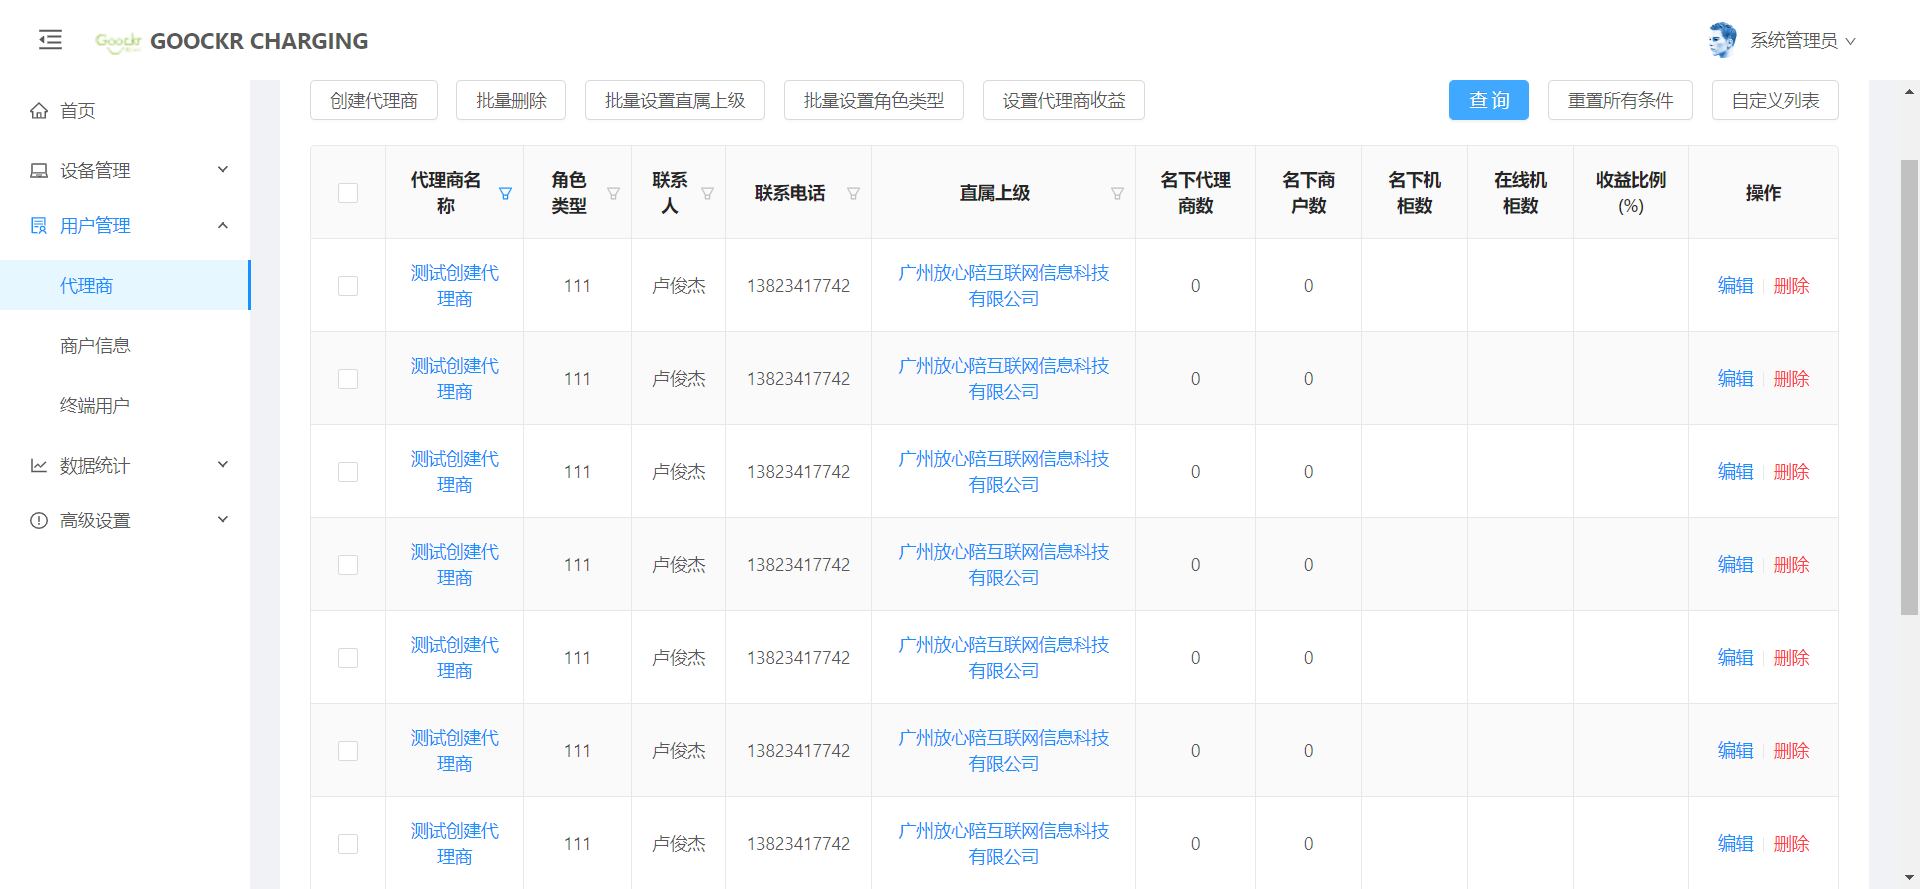 Goockr GOOCKR CHARGING
系统管理员
首页
设备管理
用户管理
代理商
商户信息
终端用户
数据统计
高级设置
创建代理商 批量删除 批量设置直属上级 批量设置角色类型 设置代理商收益 查 询 重置所有条件 自定义列表
代理商名称 角色类型 联系人 联系电话 直属上级 名下代理商数 名下商户数 名下机柜数 在线机柜数 收益比例(%) 操作
测试创建代理商 111 卢俊杰 13823417742 广州放心陪互联网信息科技有限公司 0 0 编辑 删除
测试创建代理商 111 卢俊杰 13823417742 广州放心陪互联网信息科技有限公司 0 0 编辑 删除
测试创建代理商 111 卢俊杰 13823417742 广州放心陪互联网信息科技有限公司 0 0 编辑 删除
测试创建代理商 111 卢俊杰 13823417742 广州放心陪互联网信息科技有限公司 0 0 编辑 删除
测试创建代理商 111 卢俊杰 13823417742 广州放心陪互联网信息科技有限公司 0 0 编辑 删除
测试创建代理商 111 卢俊杰 13823417742 广州放心陪互联网信息科技有限公司 0 0 编辑 删除
测试创建代理商 111 卢俊杰 13823417742 广州放心陪互联网信息科技有限公司 0 0 编辑 删除